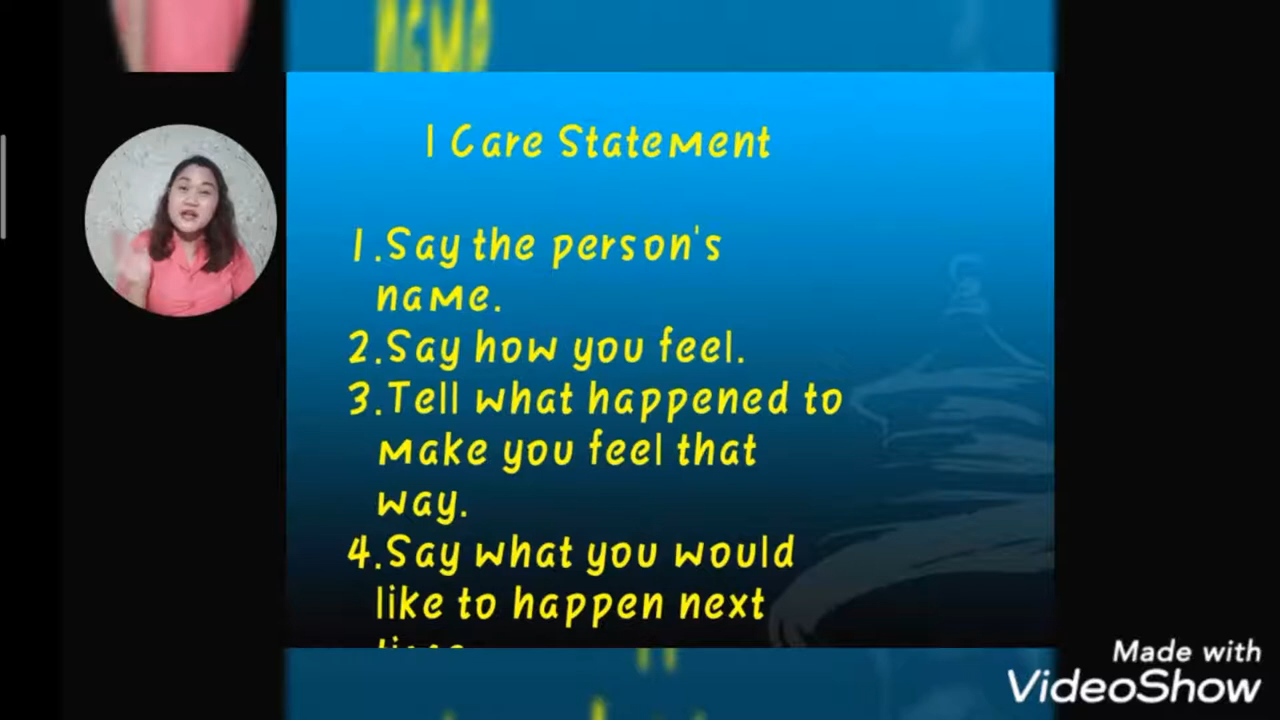 I Care Statement
1.Say the person's
name.
2.Say how you feel.
3.Tell what happened to
make you feel that
way.
4.Say what you would
like to happen next
Made with
VideoShow